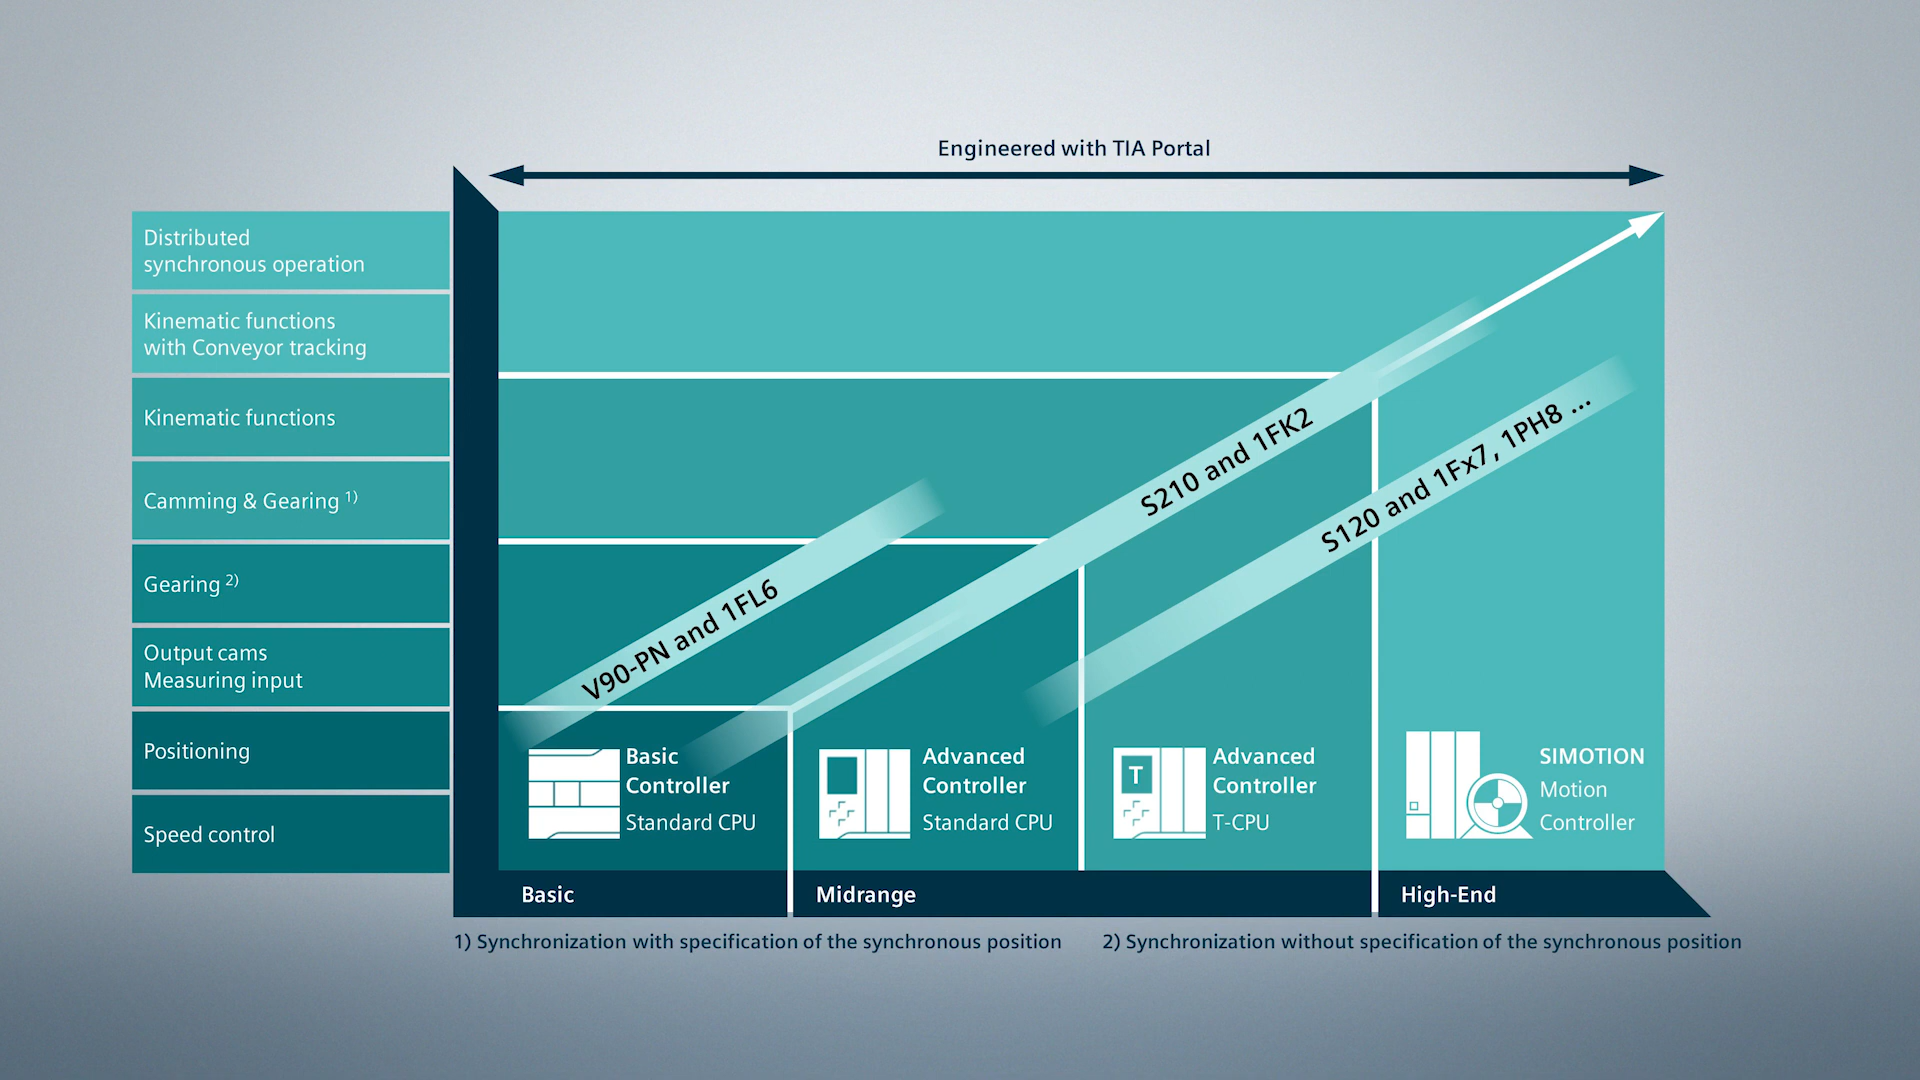 Engineered with TIA Portal
Distributed
synchronous operation
Kinematic functions
with Conveyor tracking
Kinematic functions
Camming & Gearing 1)
Gearing 2)
Output cams
Measuring input
Positioning
Speed control
V90-PN and 1FL6
S210 and 1FK2
S120 and 1Fx7, 1PH8 ...
Basic
Controller
Standard CPU
Advanced
Controller
Standard CPU
T
Advanced
Controller
T-CPU
SIMOTION
Motion
Controller
Basic
Midrange
High-End
1) Synchronization with specification of the synchronous position
2) Synchronization without specification of the synchronous position